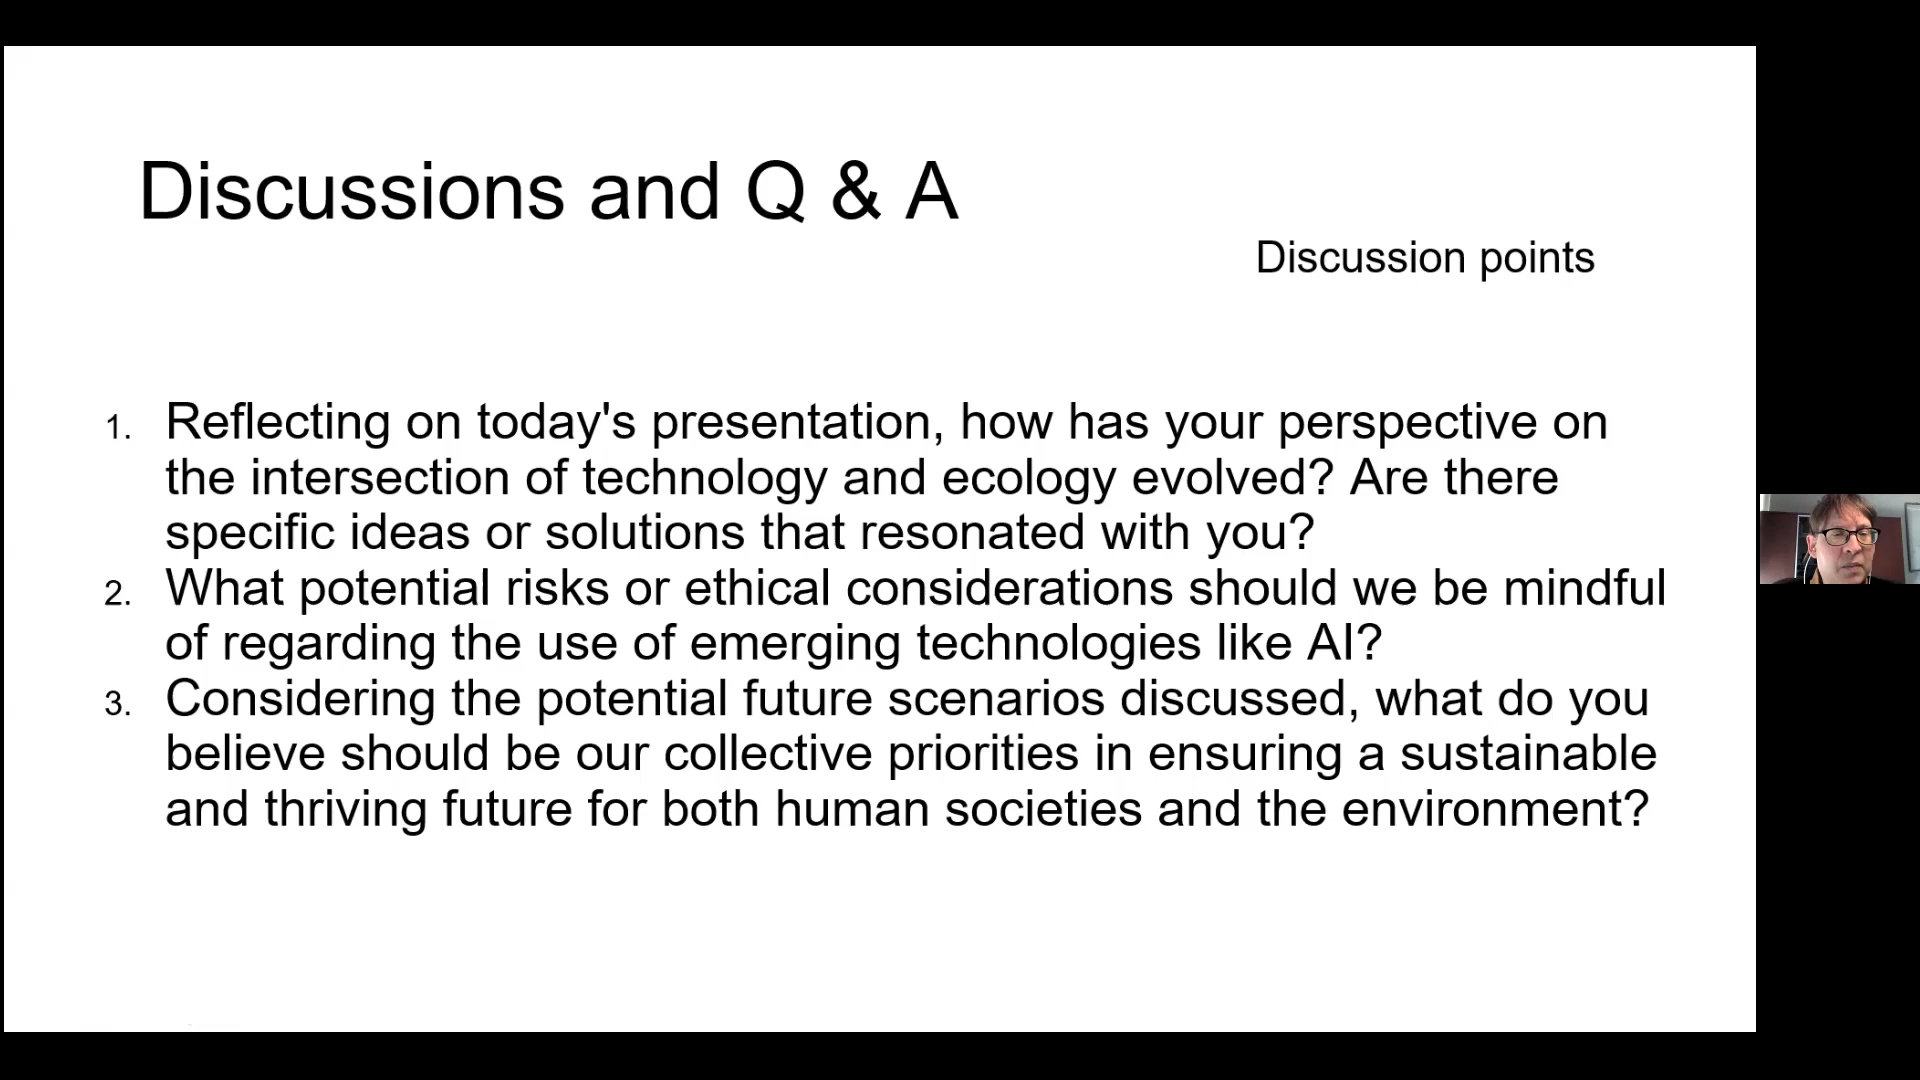 Discussions and Q & A
Discussion points
1. Reflecting on today's presentation, how has your perspective on
the intersection of technology and ecology evolved? Are there
specific ideas or solutions that resonated with you?
2. What potential risks or ethical considerations should we be mindful
of regarding the use of emerging technologies like AI?
3. Considering the potential future scenarios discussed, what do you
believe should be our collective priorities in ensuring a sustainable
and thriving future for both human societies and the environment?